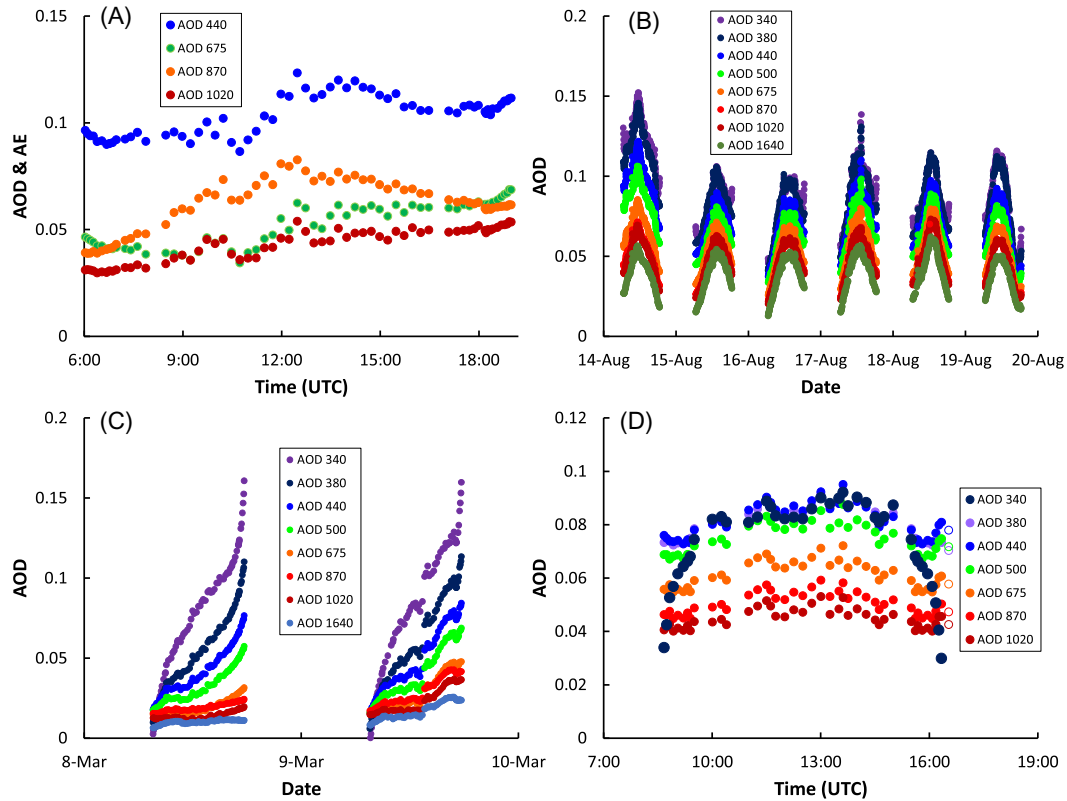 (A)
AOD & AE
0.15
0.1
0.05
0
AOD 440
AOD 675
AOD 870
AOD 1020
6:00 9:00 12:00 15:00 18:00
Time (UTC)
(B)
AOD
0.2
0.15
0.1
0.05
0
AOD 340
AOD 380
AOD 440
AOD 500
AOD 675
AOD 870
AOD 1020
AOD 1640
14-Aug 15-Aug 16-Aug 17-Aug 18-Aug 19-Aug 20-Aug
Date
(C)
AOD
0.2
0.15
0.1
0.05
0
AOD 340
AOD 380
AOD 440
AOD 500
AOD 675
AOD 870
AOD 1020
AOD 1640
8-Mar 9-Mar 10-Mar
Date
(D)
AOD
0.12
0.1
0.08
0.06
0.04
0.02
0
AOD 340
AOD 380
AOD 440
AOD 500
AOD 675
AOD 870
AOD 1020
7:00 10:00 13:00 16:00 19:00
Time (UTC)